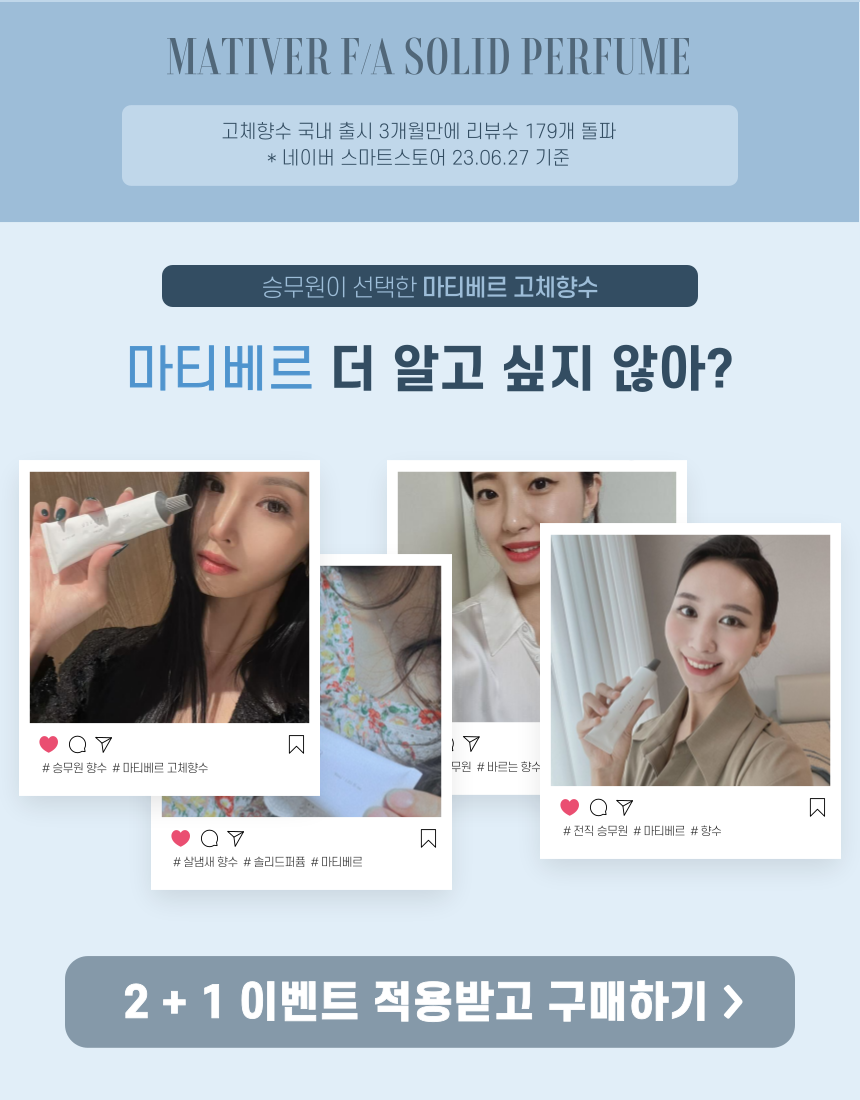 MATIVER F/A SOLID PERFUME
고체향수 국내 출시 3개월만에 리뷰수 179개 돌파
* 네이버 스마트스토어 23.06.27 기준
승무원이 선택한 마티베르 고체향수
마티베르 더 알고 싶지 않아?
# 승무원 향수 # 마티베르 고체향수
무원 # 바르는 향수
# 전직 승무원 # 마티베르 # 향수
# 살냄새 향수 # 솔리드퍼퓸 # 마티베르
2 + 1 이벤트 적용받고 구매하기 >